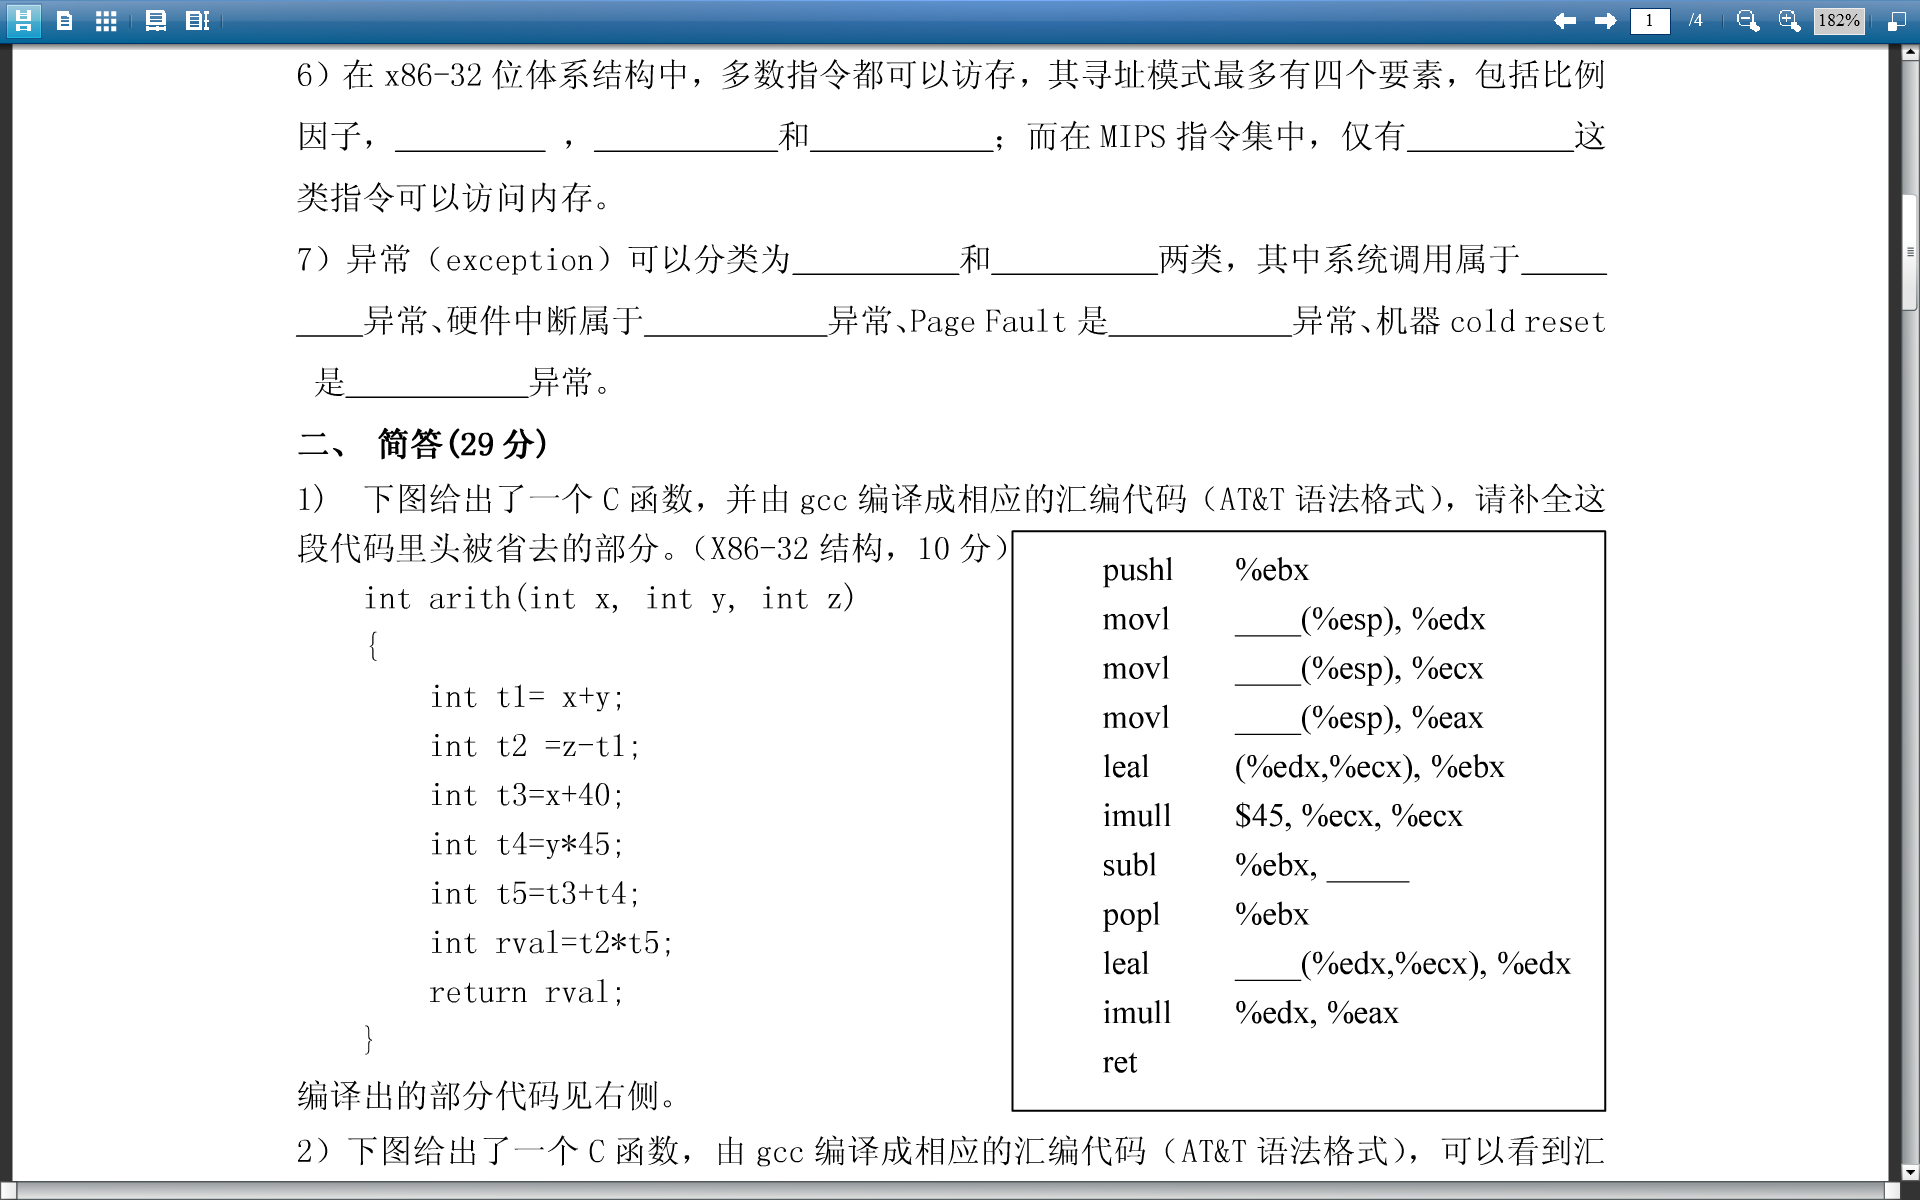 1 /4 182%
6）在 x86-32 位体系结构中，多数指令都可以访存，其寻址模式最多有四个要素，包括比例
因子，_________ ，___________和___________；而在 MIPS 指令集中，仅有__________这
类指令可以访问内存。
7）异常（exception）可以分类为__________和__________两类，其中系统调用属于_____
____异常、硬件中断属于___________异常、Page Fault 是___________异常、机器 cold reset
是___________异常。
二、 简答(29 分)
1) 下图给出了一个 C 函数，并由 gcc 编译成相应的汇编代码（AT&T 语法格式），请补全这
段代码里头被省去的部分。（X86-32 结构，10 分）
int arith(int x, int y, int z)
{
int t1= x+y;
int t2 =z-t1;
int t3=x+40;
int t4=y*45;
int t5=t3+t4;
int rval=t2*t5;
return rval;
}
编译出的部分代码见右侧。
pushl %ebx
movl ____(%esp), %edx
movl ____(%esp), %ecx
movl ____(%esp), %eax
leal (%edx,%ecx), %ebx
imull $45, %ecx, %ecx
subl %ebx, _____
popl %ebx
leal ____(%edx,%ecx), %edx
imull %edx, %eax
ret
2）下图给出了一个 C 函数，由 gcc 编译成相应的汇编代码（AT&T 语法格式），可以看到汇